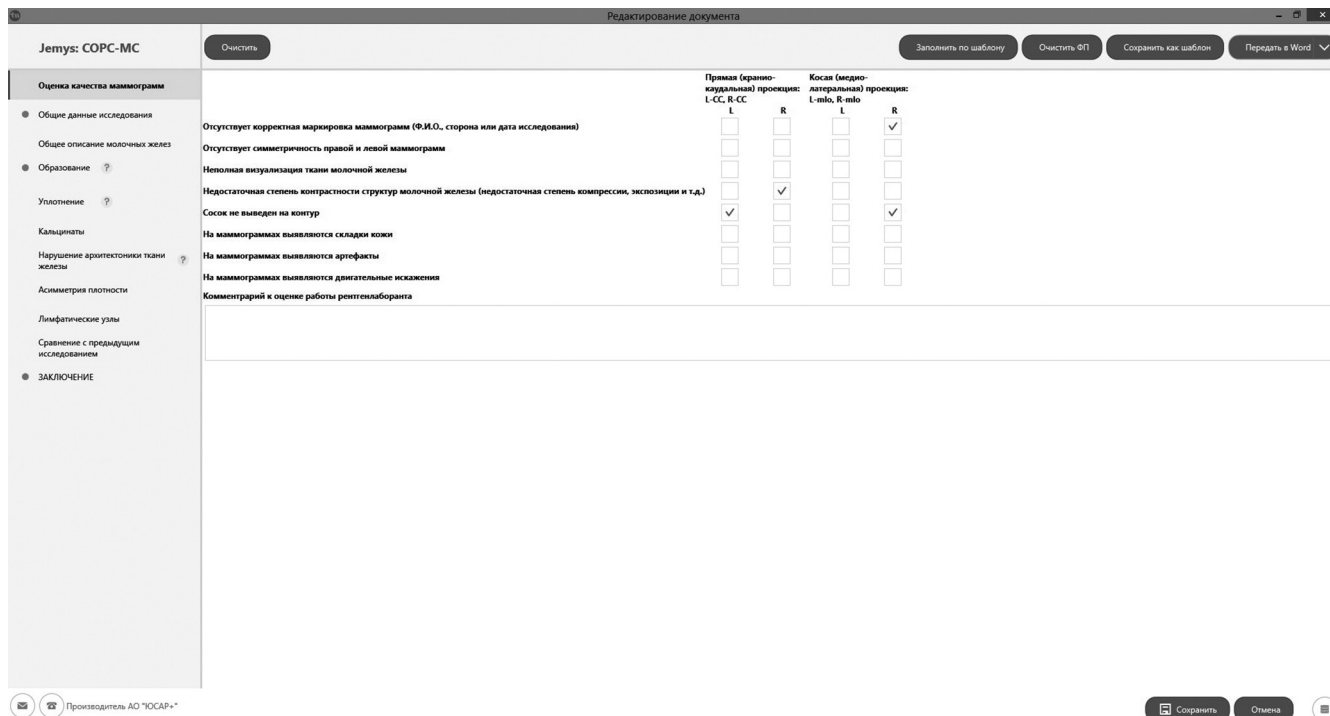 Редактирование документа
Jemys: СОРС-МС
Очистить
Заполнить по шаблону
Очистить ФП
Сохранить как шаблон
Передать в Word
Оценка качества маммограмм
Общие данные исследования
Общее описание молочных желез
Образование ?
Уплотнение ?
Кальцинаты
Нарушение архитектоники ткани
железы ?
Асимметрия плотности
Лимфатические узлы
Сравнение с предыдущим
исследованием
ЗАКЛЮЧЕНИЕ
Прямая (кранио-
каудальная) проекция:
L-CC, R-CC
L R
Косая (медио-
латеральная) проекция:
L-mlo, R-mlo
L R
Отсутствует корректная маркировка маммограмм (Ф.И.О., сторона или дата исследования)
Отсутствует симметричность правой и левой маммограмм
Неполная визуализация ткани молочной железы
Недостаточная степень контрастности структур молочной железы (недостаточная степень компрессии, экспозиции и т.д.)
Сосок не выведен на контур
На маммограммах выявляются складки кожи
На маммограммах выявляются артефакты
На маммограммах выявляются двигательные искажения
Комментрарий к оценке работы рентгенлаборанта
Производитель АО "ЮСАР+"
Сохранить
Отмена